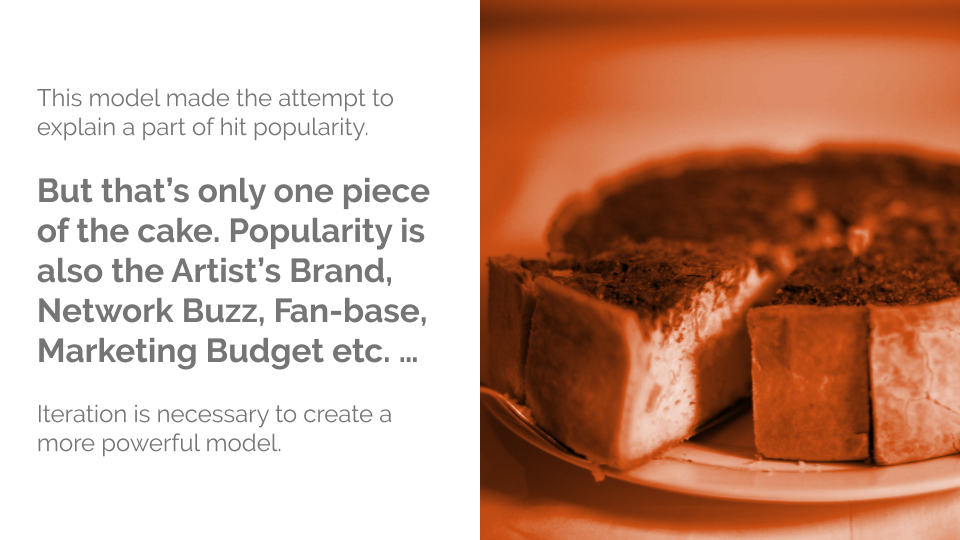 This model made the attempt to
explain a part of hit popularity.
But that’s only one piece
of the cake. Popularity is
also the Artist’s Brand,
Network Buzz, Fan-base,
Marketing Budget etc. ...
Iteration is necessary to create a
more powerful model.